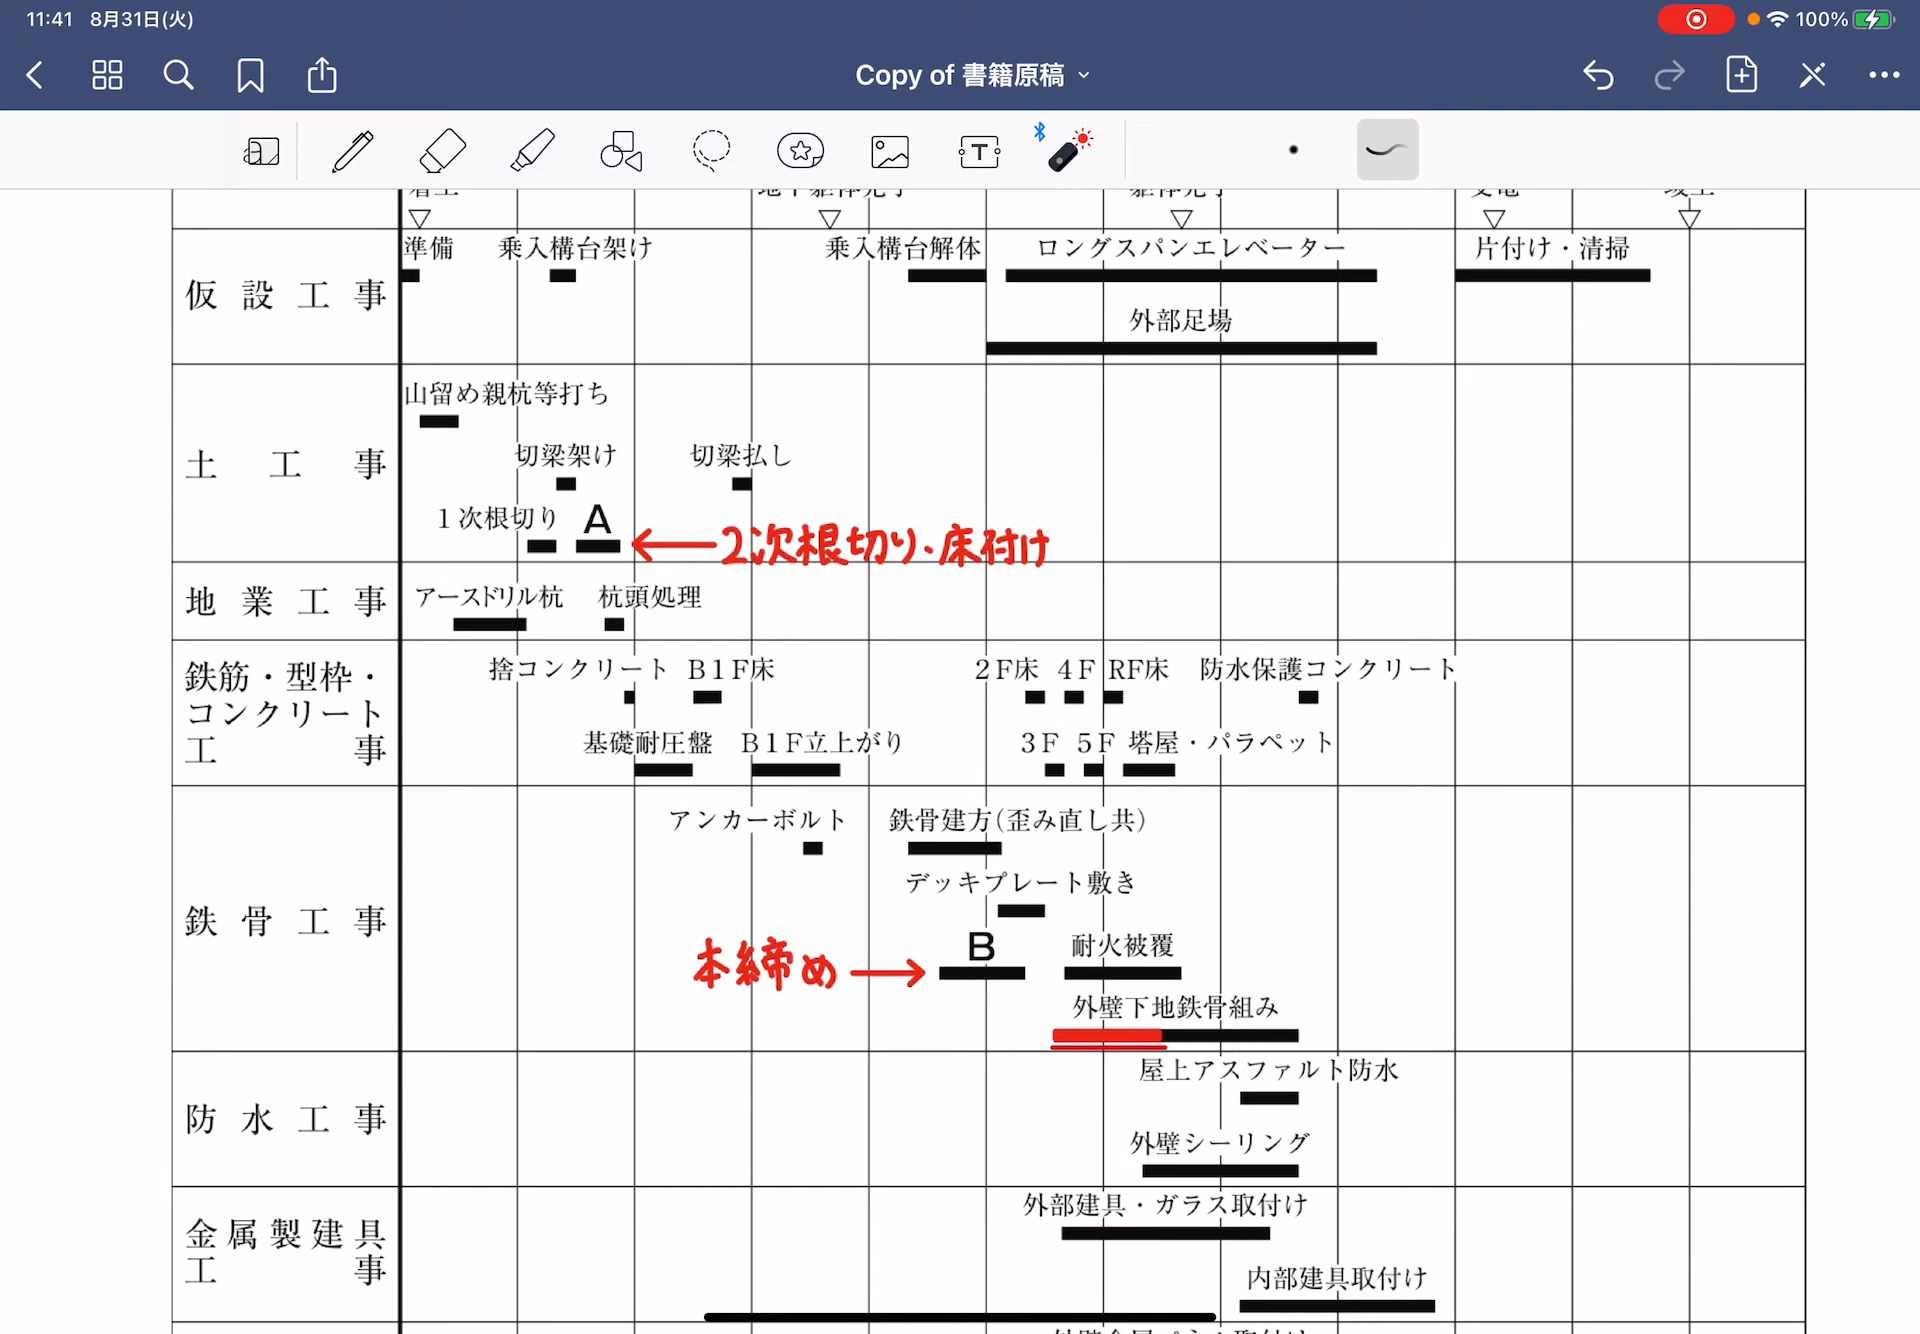 11:41 8月31日(火) 100%
Copy of 書籍原稿
準備 乗入構台架け 乗入構台解体 ロングスパンエレベーター 片付け・清掃
仮設工事
外部足場
山留め親杭等打ち
切梁架け 切梁払し
土工事
1次根切り A ←2次根切り・床付け
地業工事 アースドリル杭 杭頭処理
捨コンクリート B1F床 2F床 4F RF床 防水保護コンクリート
鉄筋・型枠・
コンクリート
工事
基礎耐圧盤 B1F立上がり 3F 5F 塔屋・パラペット
アンカーボルト 鉄骨建方(歪み直し共)
デッキプレート敷き
鉄骨工事
本締め→ B 耐火被覆
外壁下地鉄骨組み
屋上アスファルト防水
防水工事
外壁シーリング
外部建具・ガラス取付け
金属製建具
工事
内部建具取付け